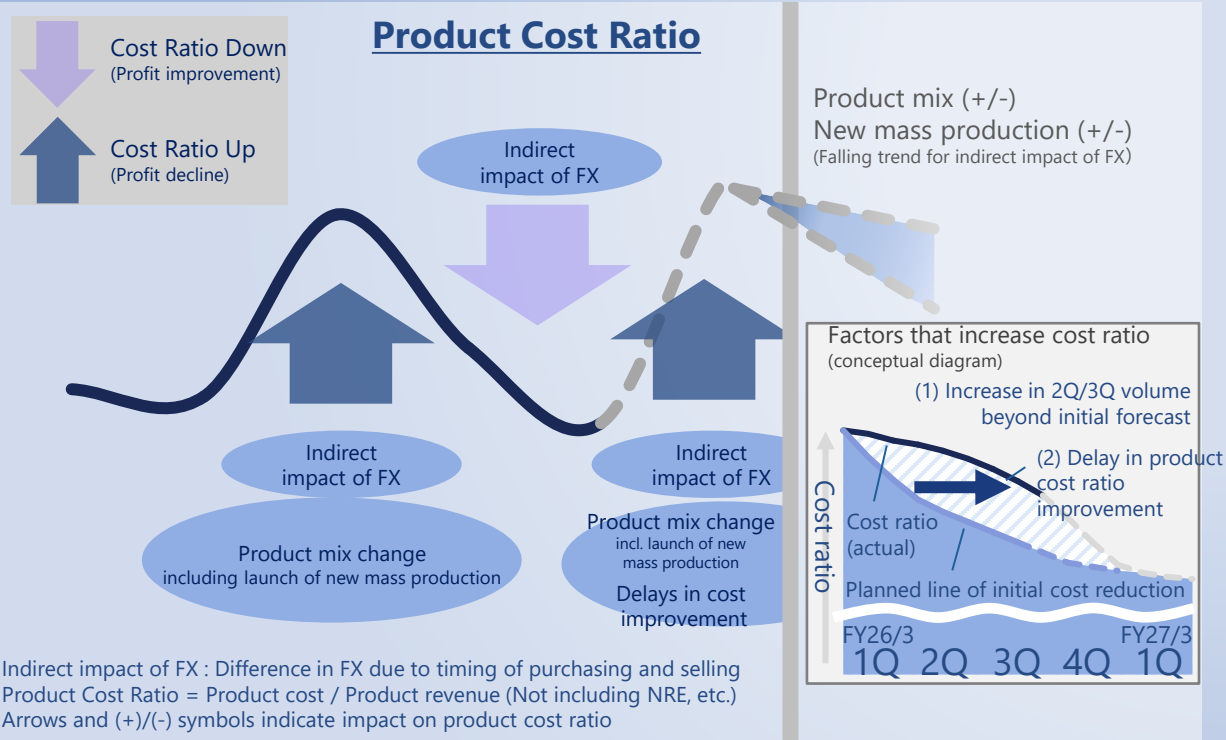 Product Cost Ratio
Cost Ratio Down
(Profit improvement)
Cost Ratio Up
(Profit decline)
Indirect
impact of FX
Product mix (+/-)
New mass production (+/-)
(Falling trend for indirect impact of FX)
Indirect
impact of FX
Product mix change
including launch of new mass production
Indirect
impact of FX
Product mix change
incl. launch of new
mass production
Delays in cost
improvement
Factors that increase cost ratio
(conceptual diagram)
(1) Increase in 2Q/3Q volume
beyond initial forecast
(2) Delay in product
cost ratio
improvement
Cost ratio
Cost ratio
(actual)
Planned line of initial cost reduction
FY26/3
FY27/3
1Q 2Q 3Q 4Q 1Q
Indirect impact of FX : Difference in FX due to timing of purchasing and selling
Product Cost Ratio = Product cost / Product revenue (Not including NRE, etc.)
Arrows and (+)/(-) symbols indicate impact on product cost ratio